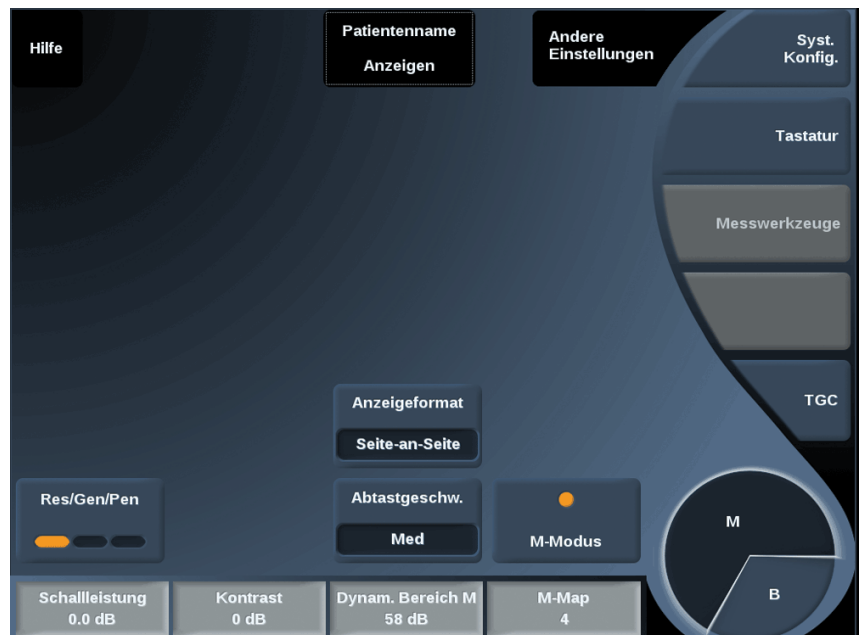 Hilfe
Patientenname
Anzeigen
Andere
Einstellungen
Syst.
Konfig.
Tastatur
Messwerkzeuge
TGC
Anzeigeformat
Seite-an-Seite
Res/Gen/Pen
Abtastgeschw.
Med
M-Modus
M
B
Schallleistung
0.0 dB
Kontrast
0 dB
Dynam. Bereich M
58 dB
M-Map
4